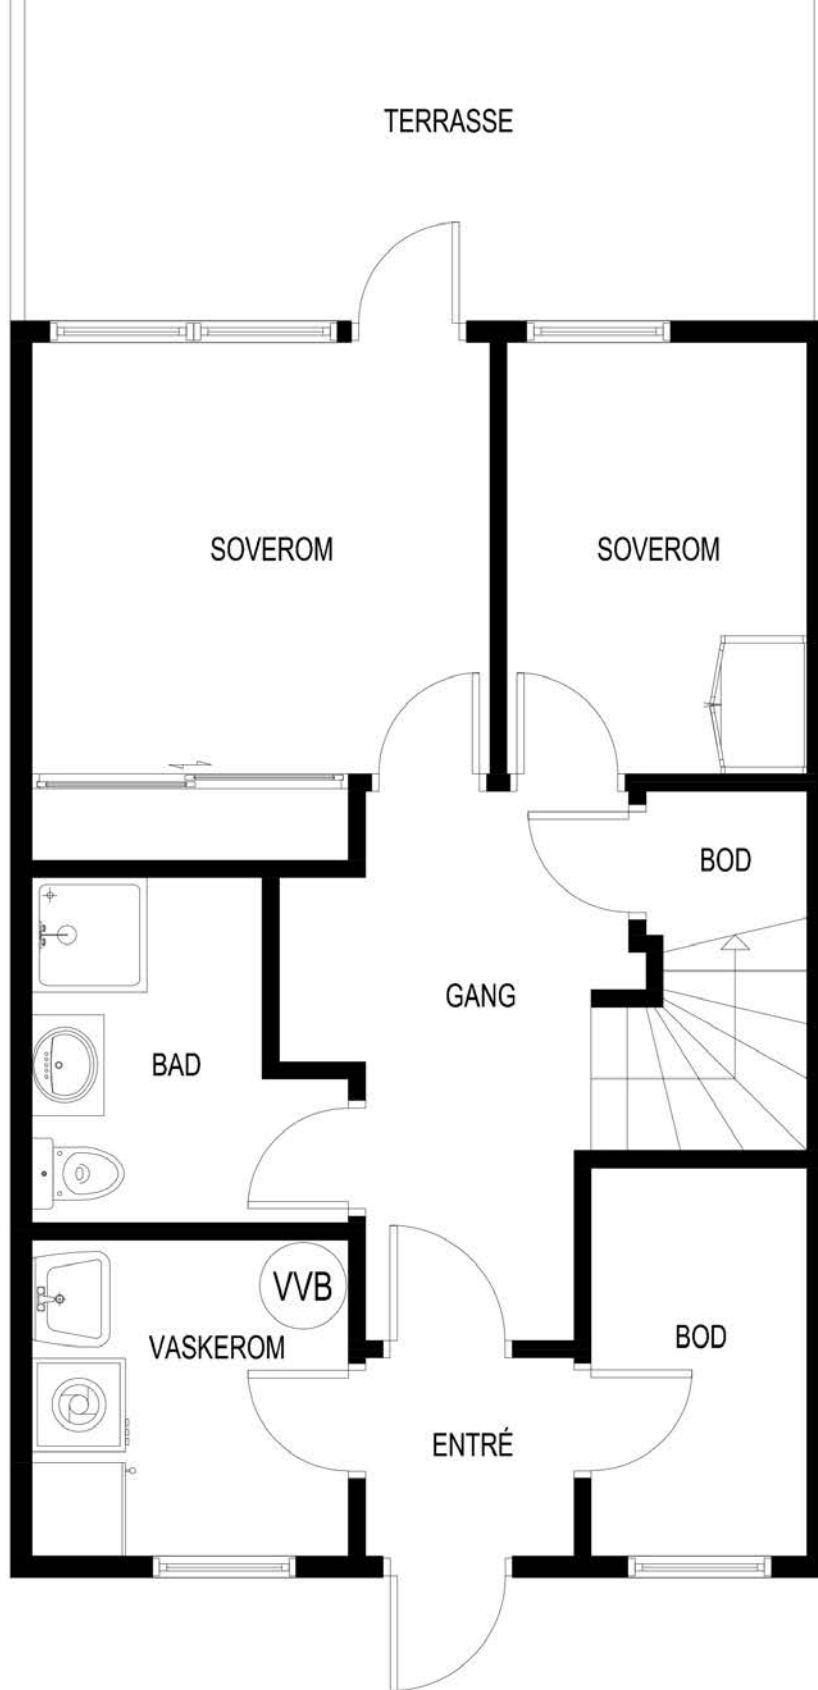 TERRASSE
SOVEROM
SOVEROM
BOD
GANG
BAD
VVB
VASKEROM
BOD
ENTRÉ